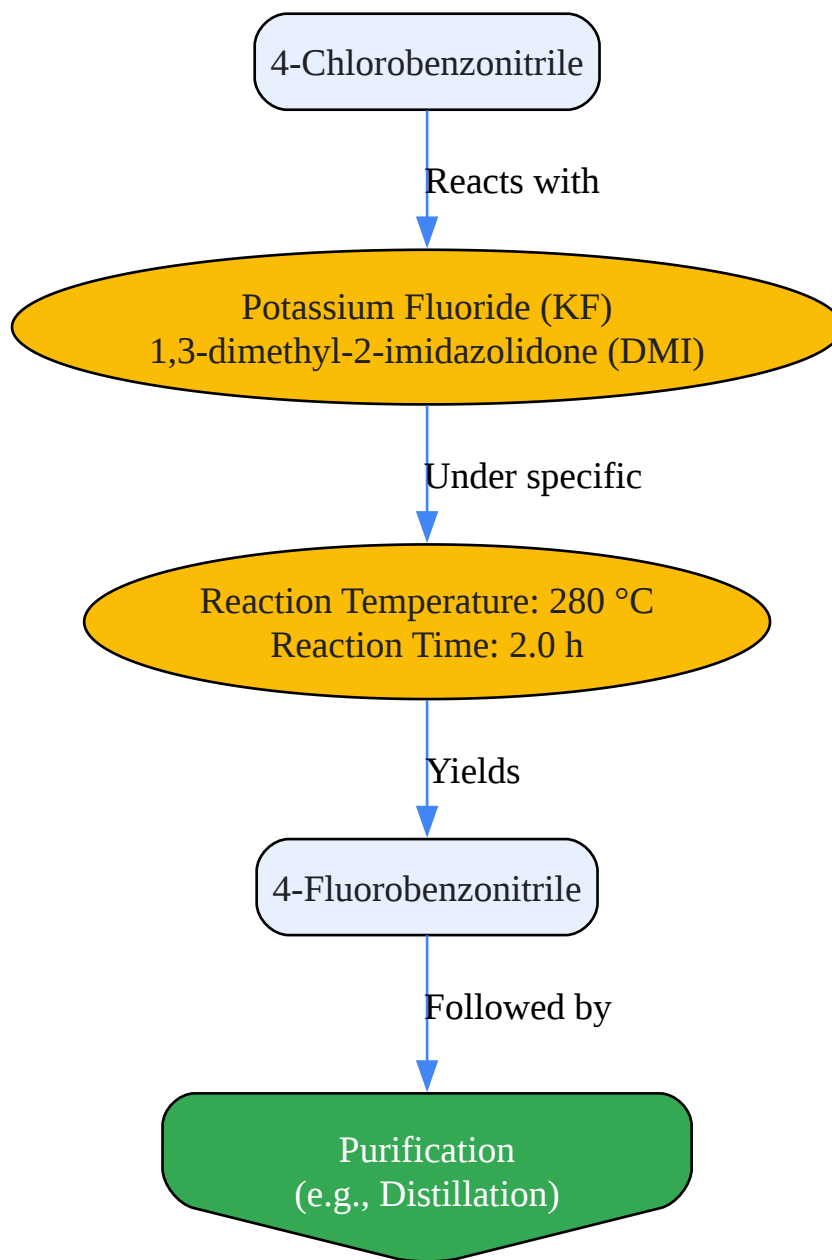 4-Chlorobenzonitrile
Reacts with
Potassium Fluoride (KF)
1,3-dimethyl-2-imidazolidone (DMI)
Under specific
Reaction Temperature: 280 °C
Reaction Time: 2.0 h
Yields
4-Fluorobenzonitrile
Followed by
Purification
(e.g., Distillation)